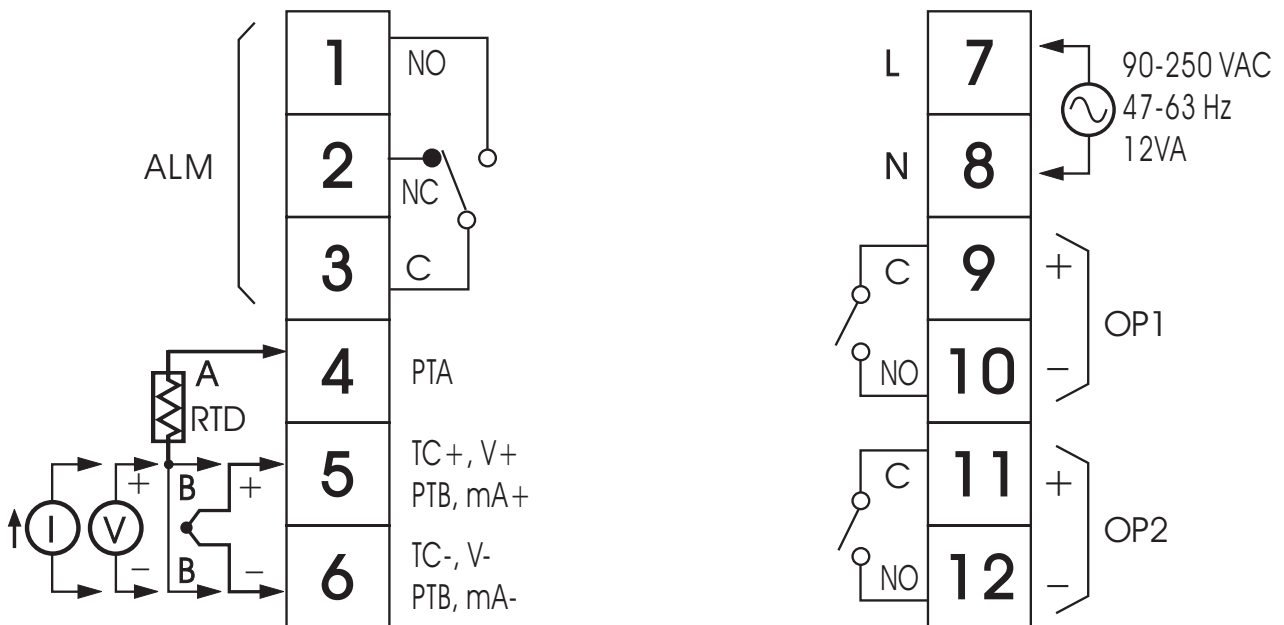 ALM
1
NO
2
NC
3
C
4
PTA
A
RTD
5
TC+, V+
PTB, mA+
6
TC-, V-
PTB, mA-
I
V
+
−
B
B
+
−
L
7
N
8
90-250 VAC
47-63 Hz
12VA
C
9
+
NO
10
−
OP1
C
11
+
NO
12
−
OP2